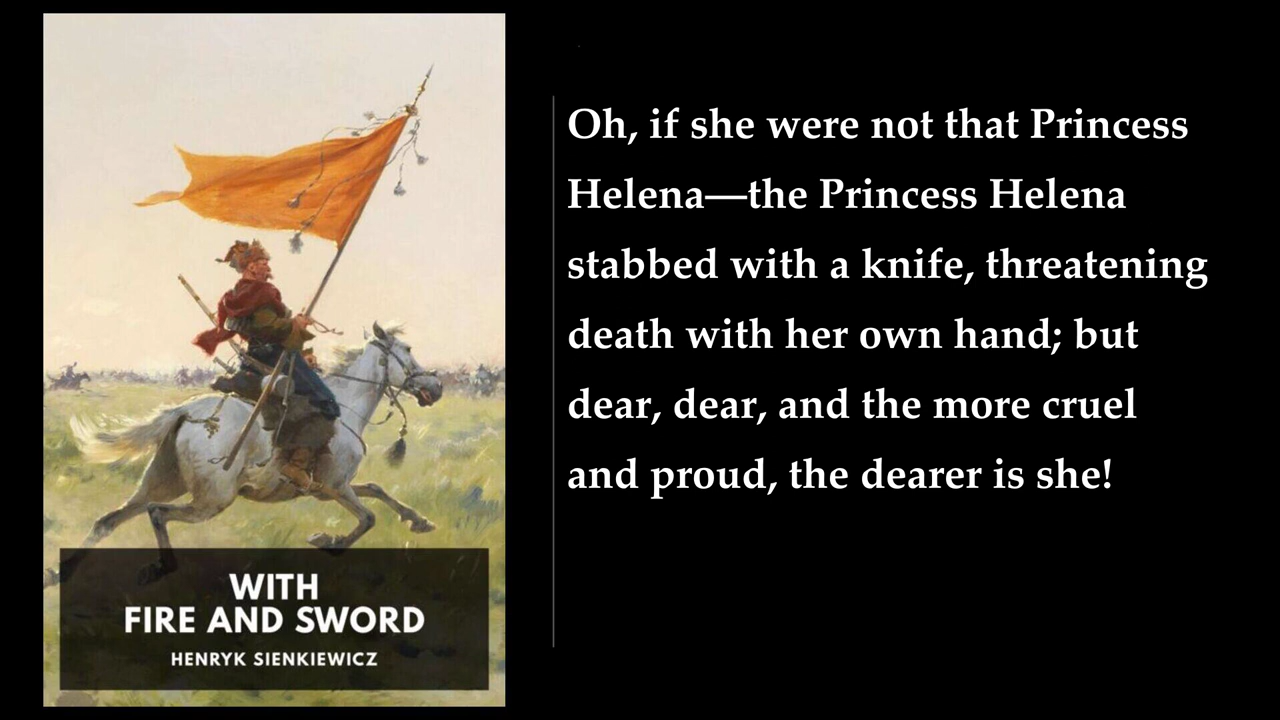 Oh, if she were not that Princess
Helena—the Princess Helena
stabbed with a knife, threatening
death with her own hand; but
dear, dear, and the more cruel
and proud, the dearer is she!
WITH
FIRE AND SWORD
HENRYK SIENKIEWICZ